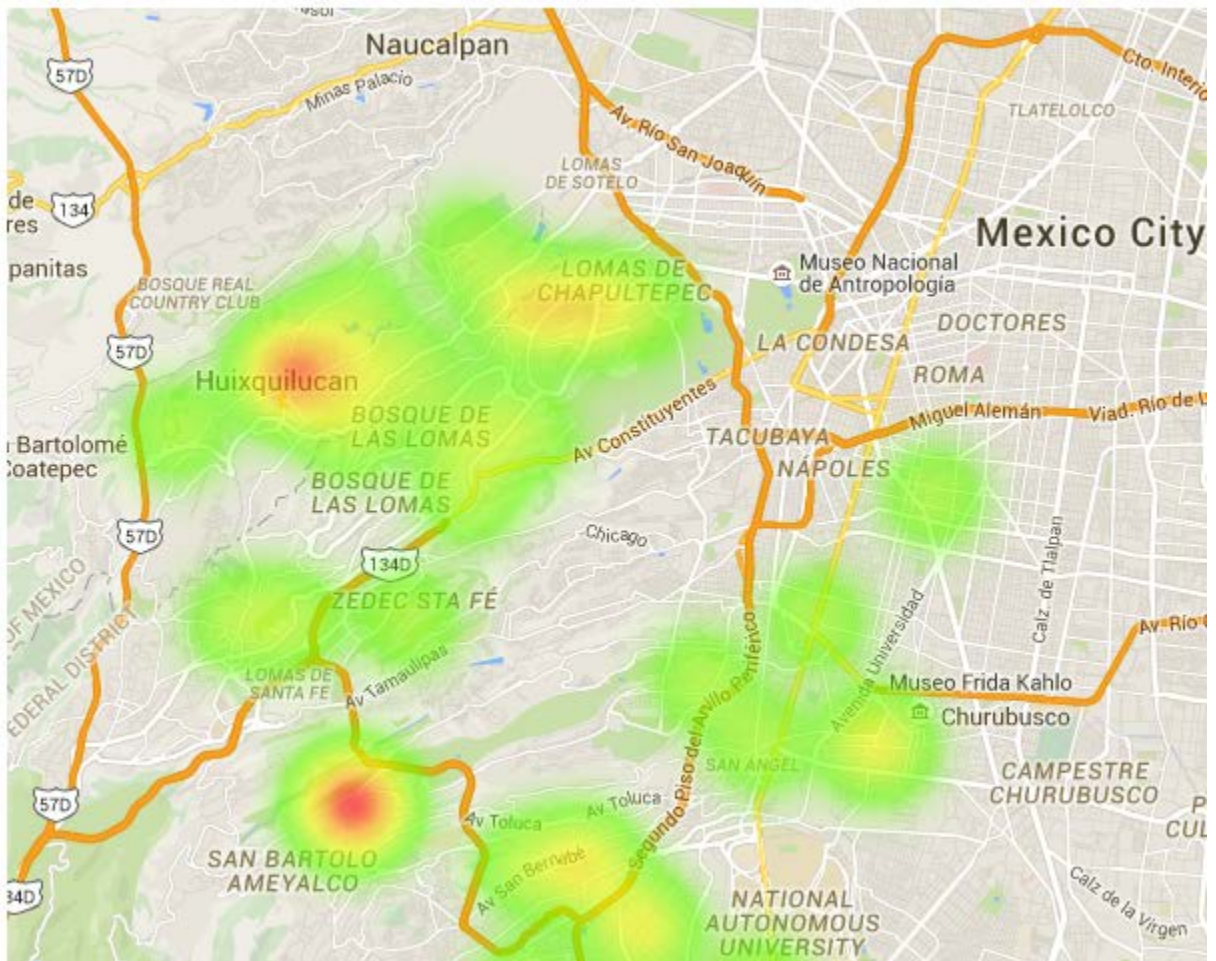 Naucalpan
57D
Minas Palacio
Cto. Interior
TLATELOLCO
Av. Río San Joaquín
LOMAS
DE SOTELO
de
res
134
Mexico City
panitas
BOSQUE REAL
COUNTRY CLUB
LOMAS DE
CHAPULTEPEC
Museo Nacional
de Antropología
DOCTORES
57D
LA CONDESA
ROMA
Huixquilucan
Av Constituyentes
Miguel Alemán
Viad. Río de L
BOSQUE DE
LAS LOMAS
n Bartolomé
Coatepec
TACUBAYA
NÁPOLES
BOSQUE DE
LAS LOMAS
57D
Chicago
Calz. de Tlalpan
134D
OF MEXICO
FEDERAL DISTRICT
ZEDEC STA FÉ
Avenida Universidad
Av. Río
LOMAS DE
SANTA FE
Av Tamaulipas
Segundo Piso del Anillo Periférico
Museo Frida Kahlo
Churubusco
SAN ANGEL
CAMPESTRE
CHURUBUSCO
57D
Av Toluca
Av Toluca
P
CUL
SAN BARTOLO
AMEYALCO
Av San Bernabé
34D
NATIONAL
AUTONOMOUS
UNIVERSITY
Calz de la Virgen